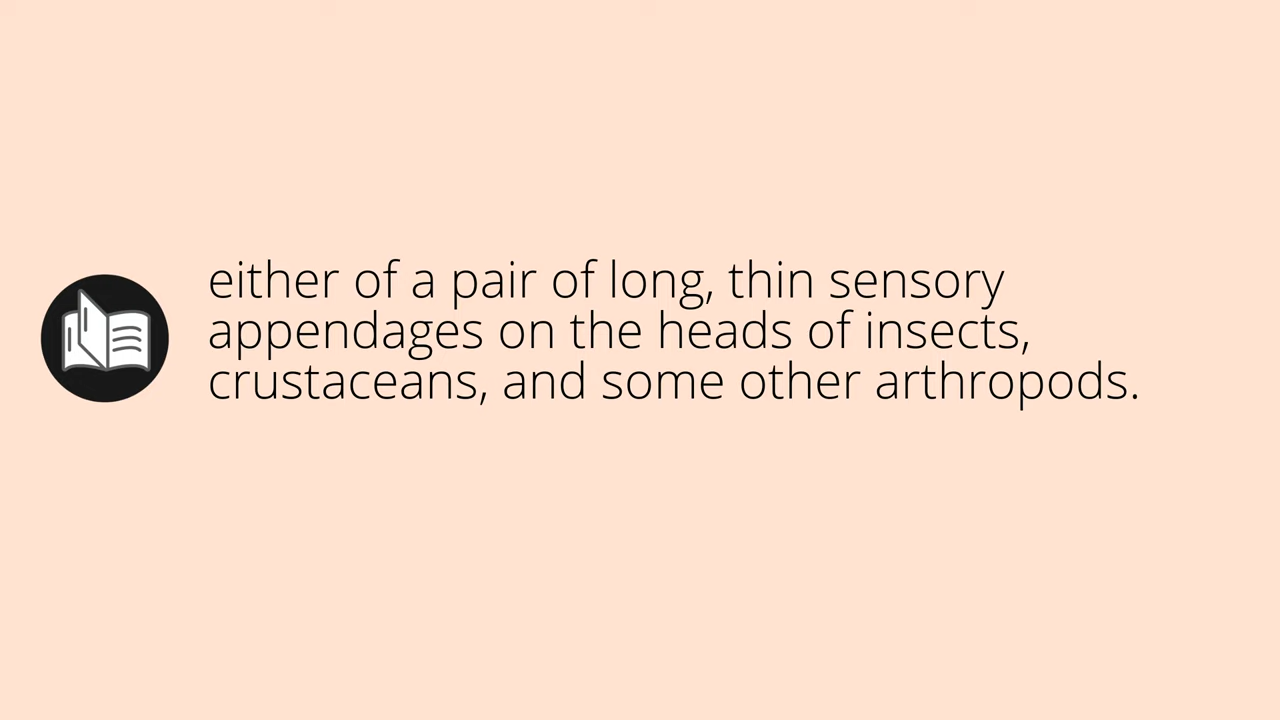 either of a pair of long, thin sensory
appendages on the heads of insects,
crustaceans, and some other arthropods.